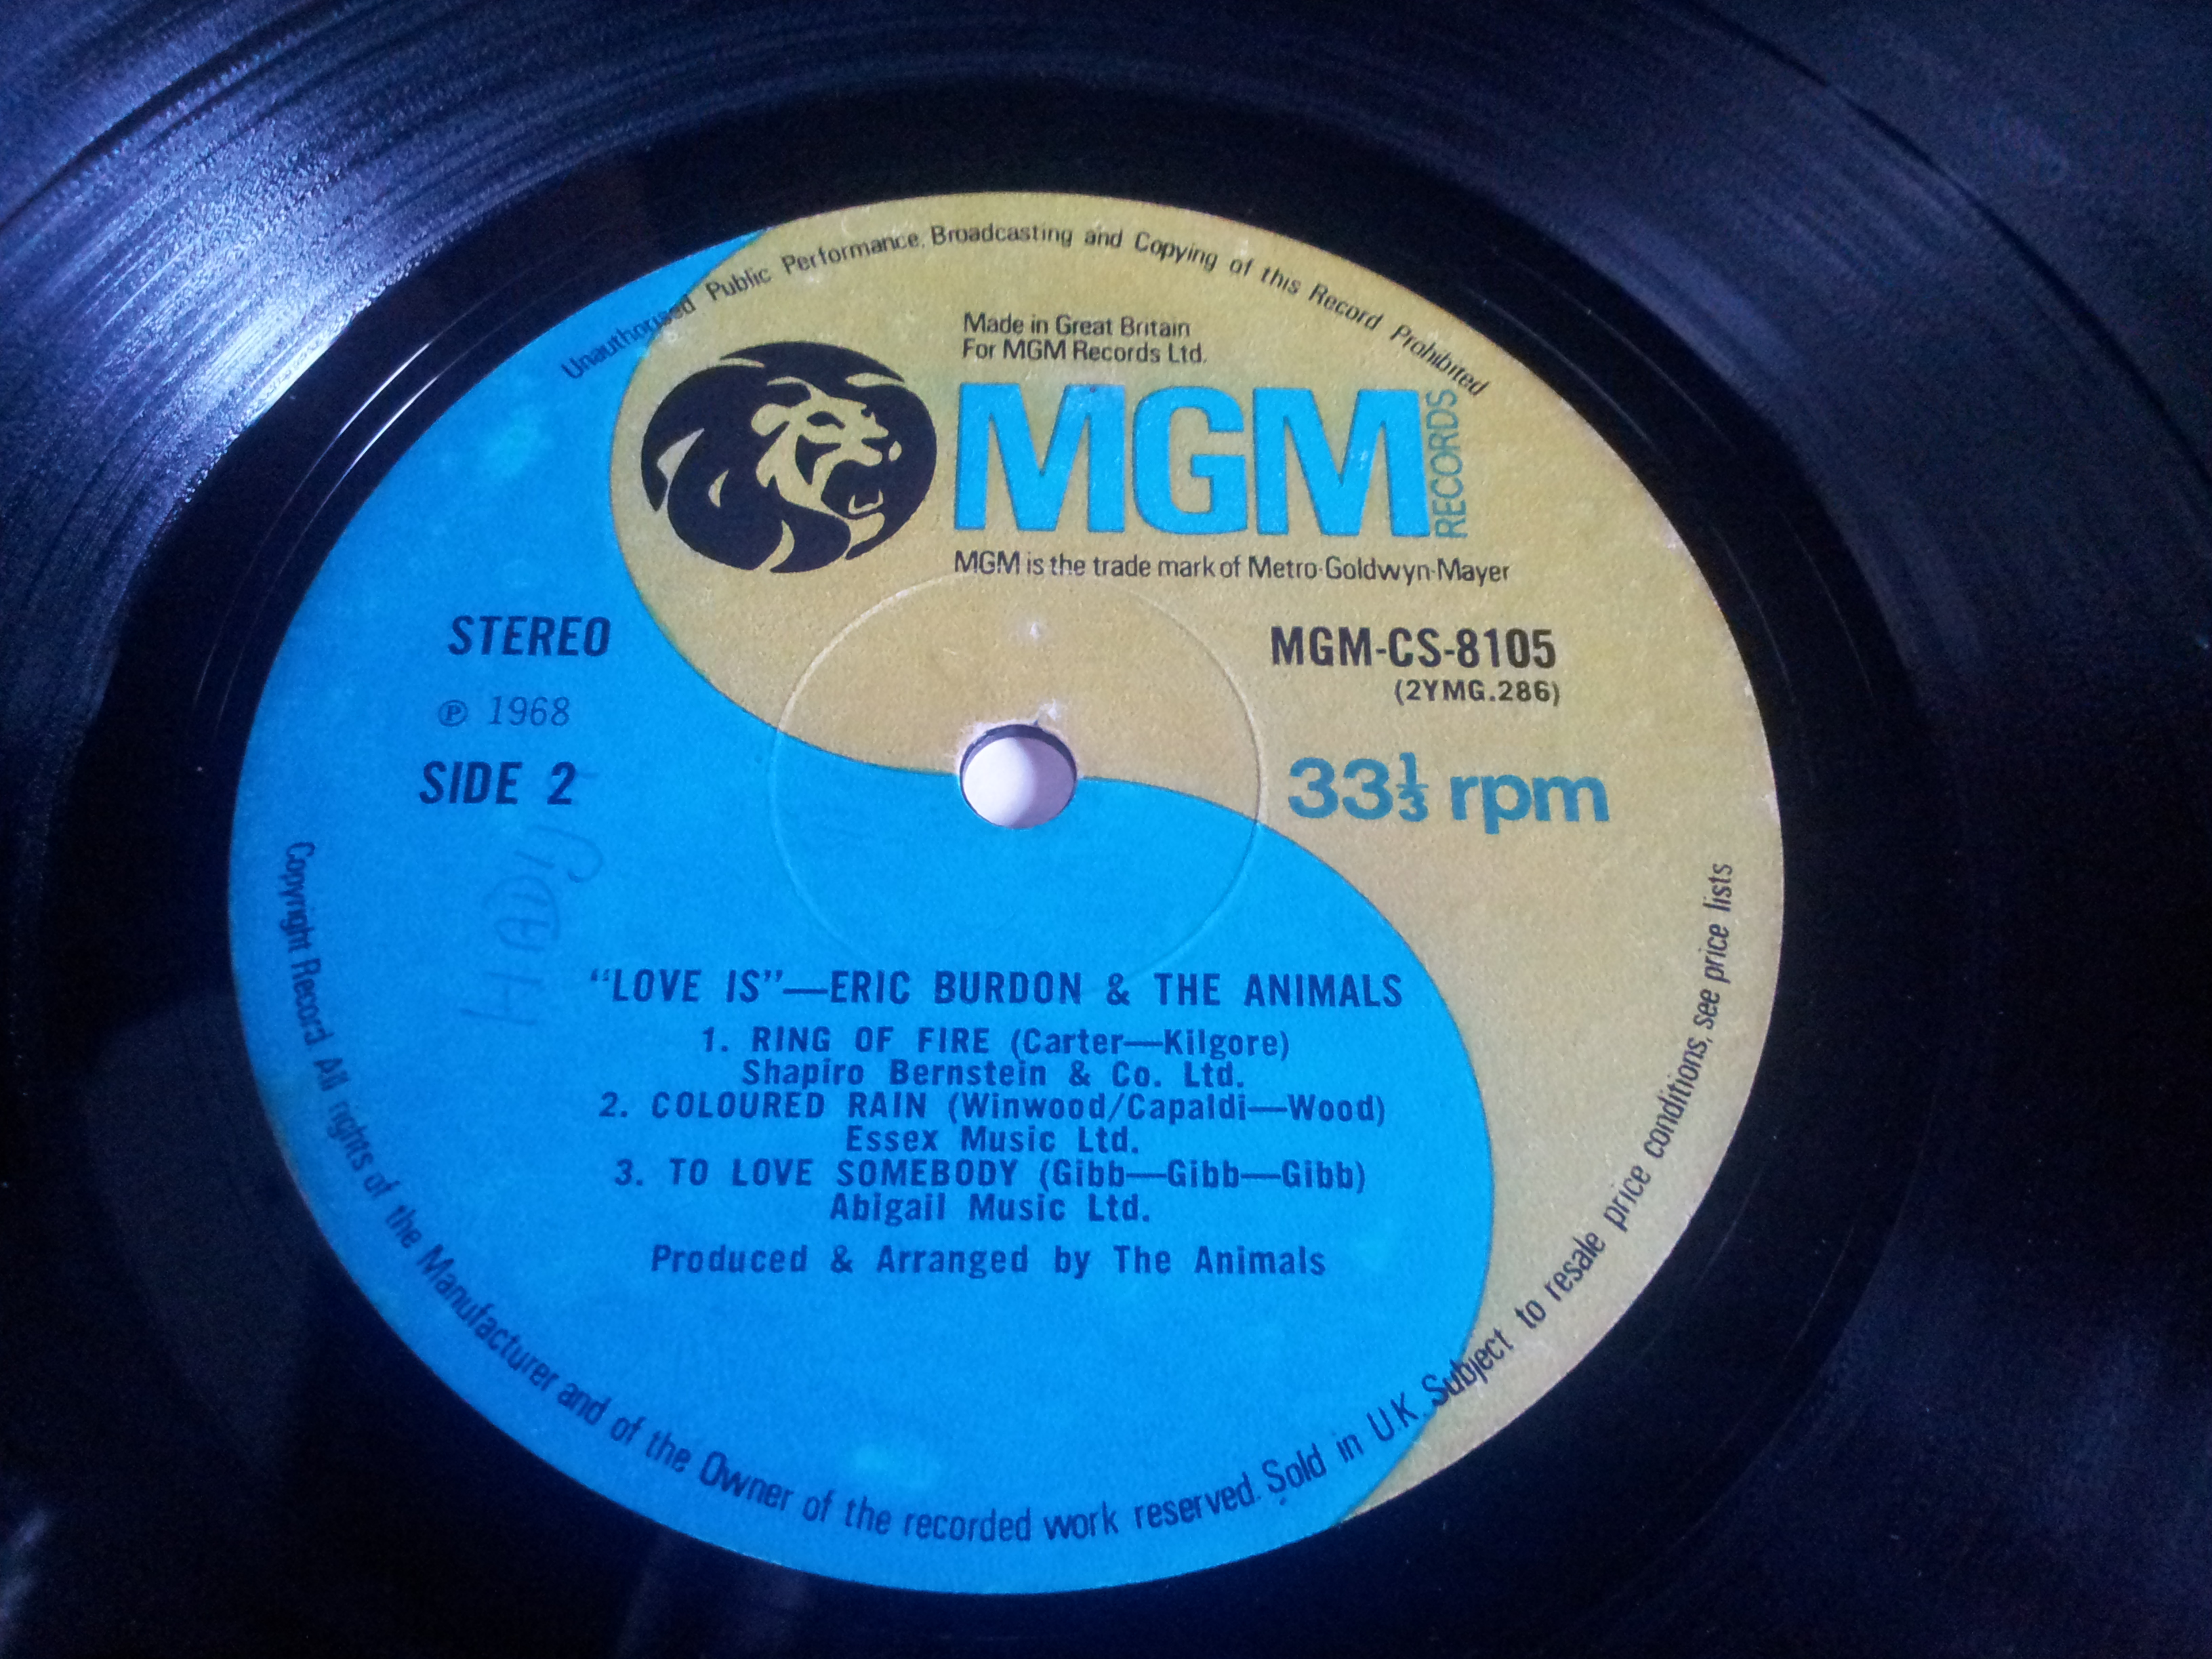 Unauthorised Public Performance, Broadcasting and Copying of this Record Prohibited
Made in Great Britain
For MGM Records Ltd.
MGM RECORDS
MGM is the trade mark of Metro-Goldwyn-Mayer
STEREO
MGM-CS-8105
(2YMG.286)
℗ 1968
SIDE 2
33⅓ rpm
HADI
“LOVE IS”—ERIC BURDON & THE ANIMALS
1. RING OF FIRE (Carter—Kilgore)
Shapiro Bernstein & Co. Ltd.
2. COLOURED RAIN (Winwood/Capaldi—Wood)
Essex Music Ltd.
3. TO LOVE SOMEBODY (Gibb—Gibb—Gibb)
Abigail Music Ltd.
Produced & Arranged by The Animals
Copyright Record All rights of the Manufacturer and of the Owner of the recorded work reserved. Sold in U.K. Subject to resale price conditions, see price lists